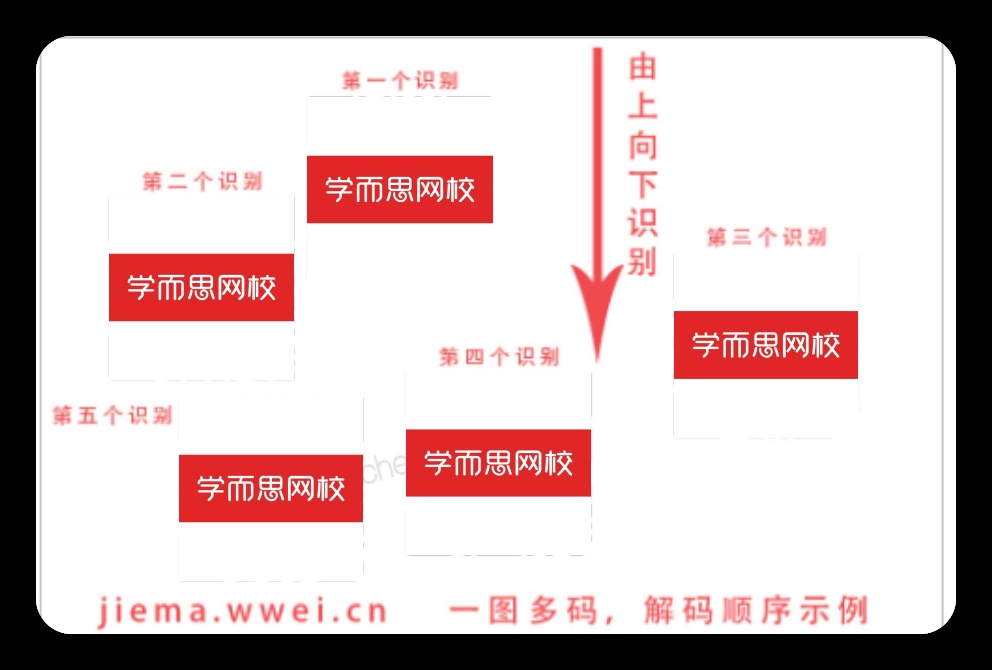 第一个识别
学而思网校
第二个识别
学而思网校
由上向下识别
第三个识别
学而思网校
第四个识别
学而思网校
第五个识别
学而思网校
che
jiema.wwei.cn
一图多码，解码顺序示例